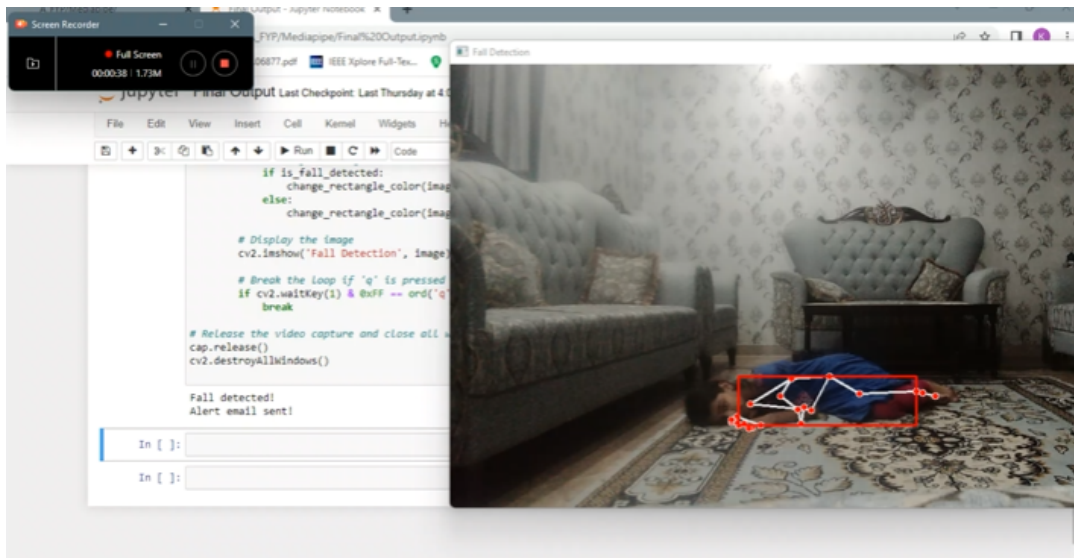 Screen Recorder
Full Screen
00:00:38 | 1.73M
Final Output - Jupyter Notebook
_FYP/Mediapipe/Final%20Output.ipynb
06877.pdf IEEE Xplore Full-Tex...
Fall Detection
jupyter Final Output Last Checkpoint: Last Thursday at 4:0
File Edit View Insert Cell Kernel Widgets
Run Code
if is_fall_detected:
change_rectangle_color(imag
else:
change_rectangle_color(imag
# Display the image
cv2.imshow('Fall Detection', image)
# Break the loop if 'q' is pressed
if cv2.waitKey(1) & 0xFF == ord('q'
break
# Release the video capture and close all
cap.release()
cv2.destroyAllWindows()
Fall detected!
Alert email sent!
In [ ]:
In [ ]: